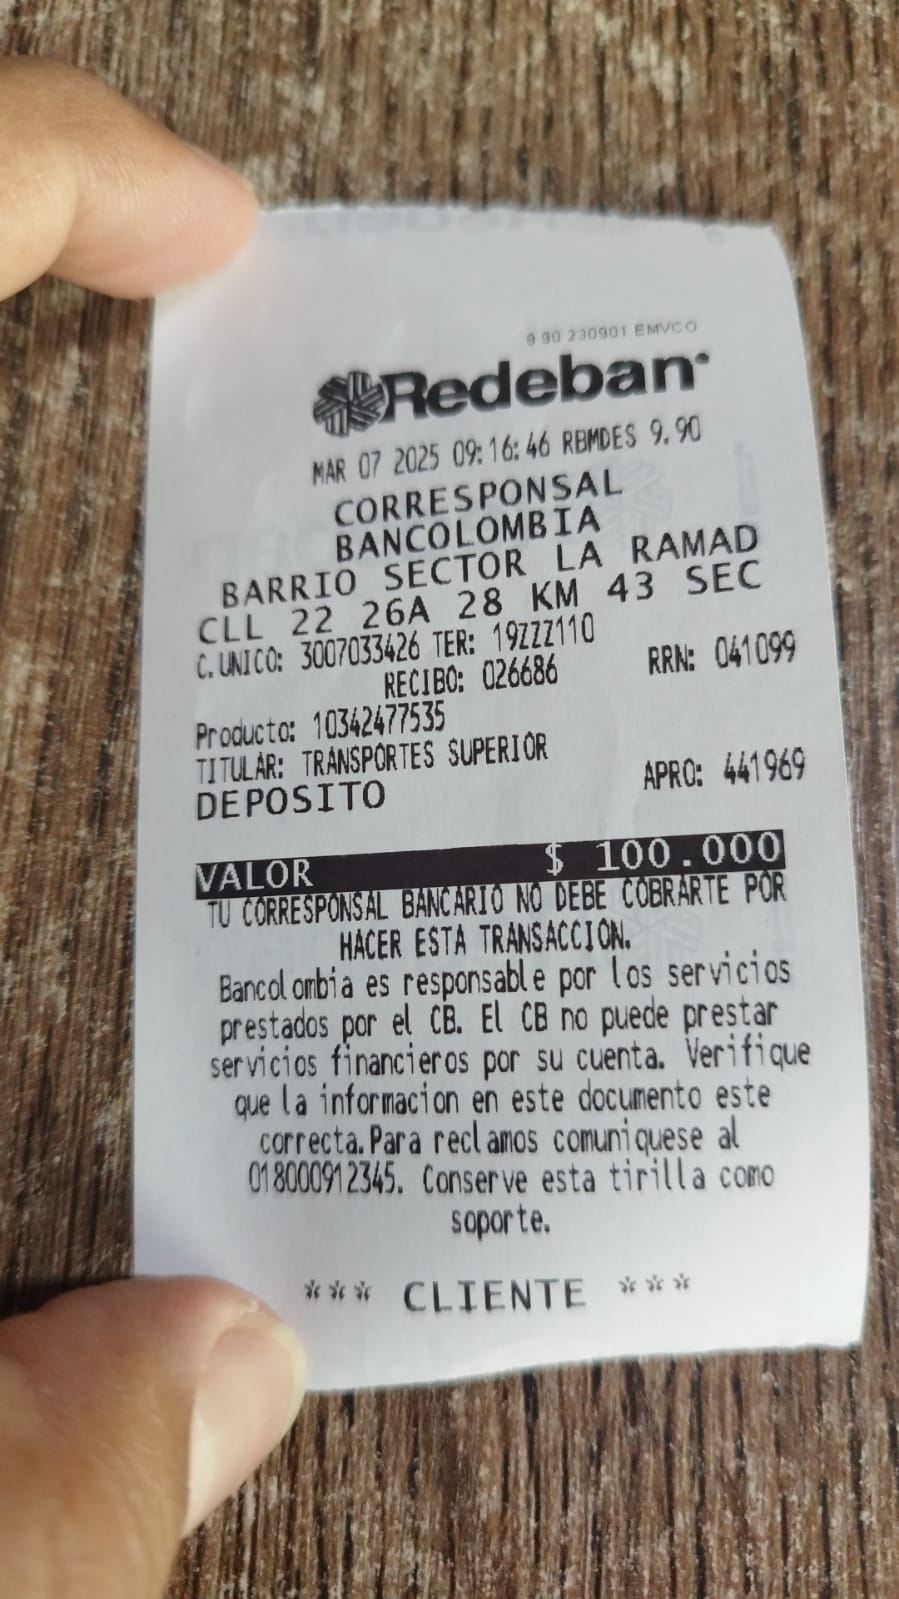 9 90 230901 EMVCO
Redeban
MAR 07 2025 09:16:46 RBMDES 9.90
CORRESPONSAL
BANCOLOMBIA
BARRIO SECTOR LA RAMAD
CLL 22 26A 28 KM 43 SEC
C. UNICO: 3007033426 TER: 19ZZZ110
RECIBO: 026686 RRN: 041099
Producto: 10342477535
TITULAR: TRANSPORTES SUPERIOR
DEPOSITO APRO: 441969
VALOR $ 100.000
TU CORRESPONSAL BANCARIO NO DEBE COBRARTE POR
HACER ESTA TRANSACCION.
Bancolombia es responsable por los servicios
prestados por el CB. El CB no puede prestar
servicios financieros por su cuenta. Verifique
que la informacion en este documento este
correcta.Para reclamos comuniquese al
018000912345. Conserve esta tirilla como
soporte.
*** CLIENTE ***